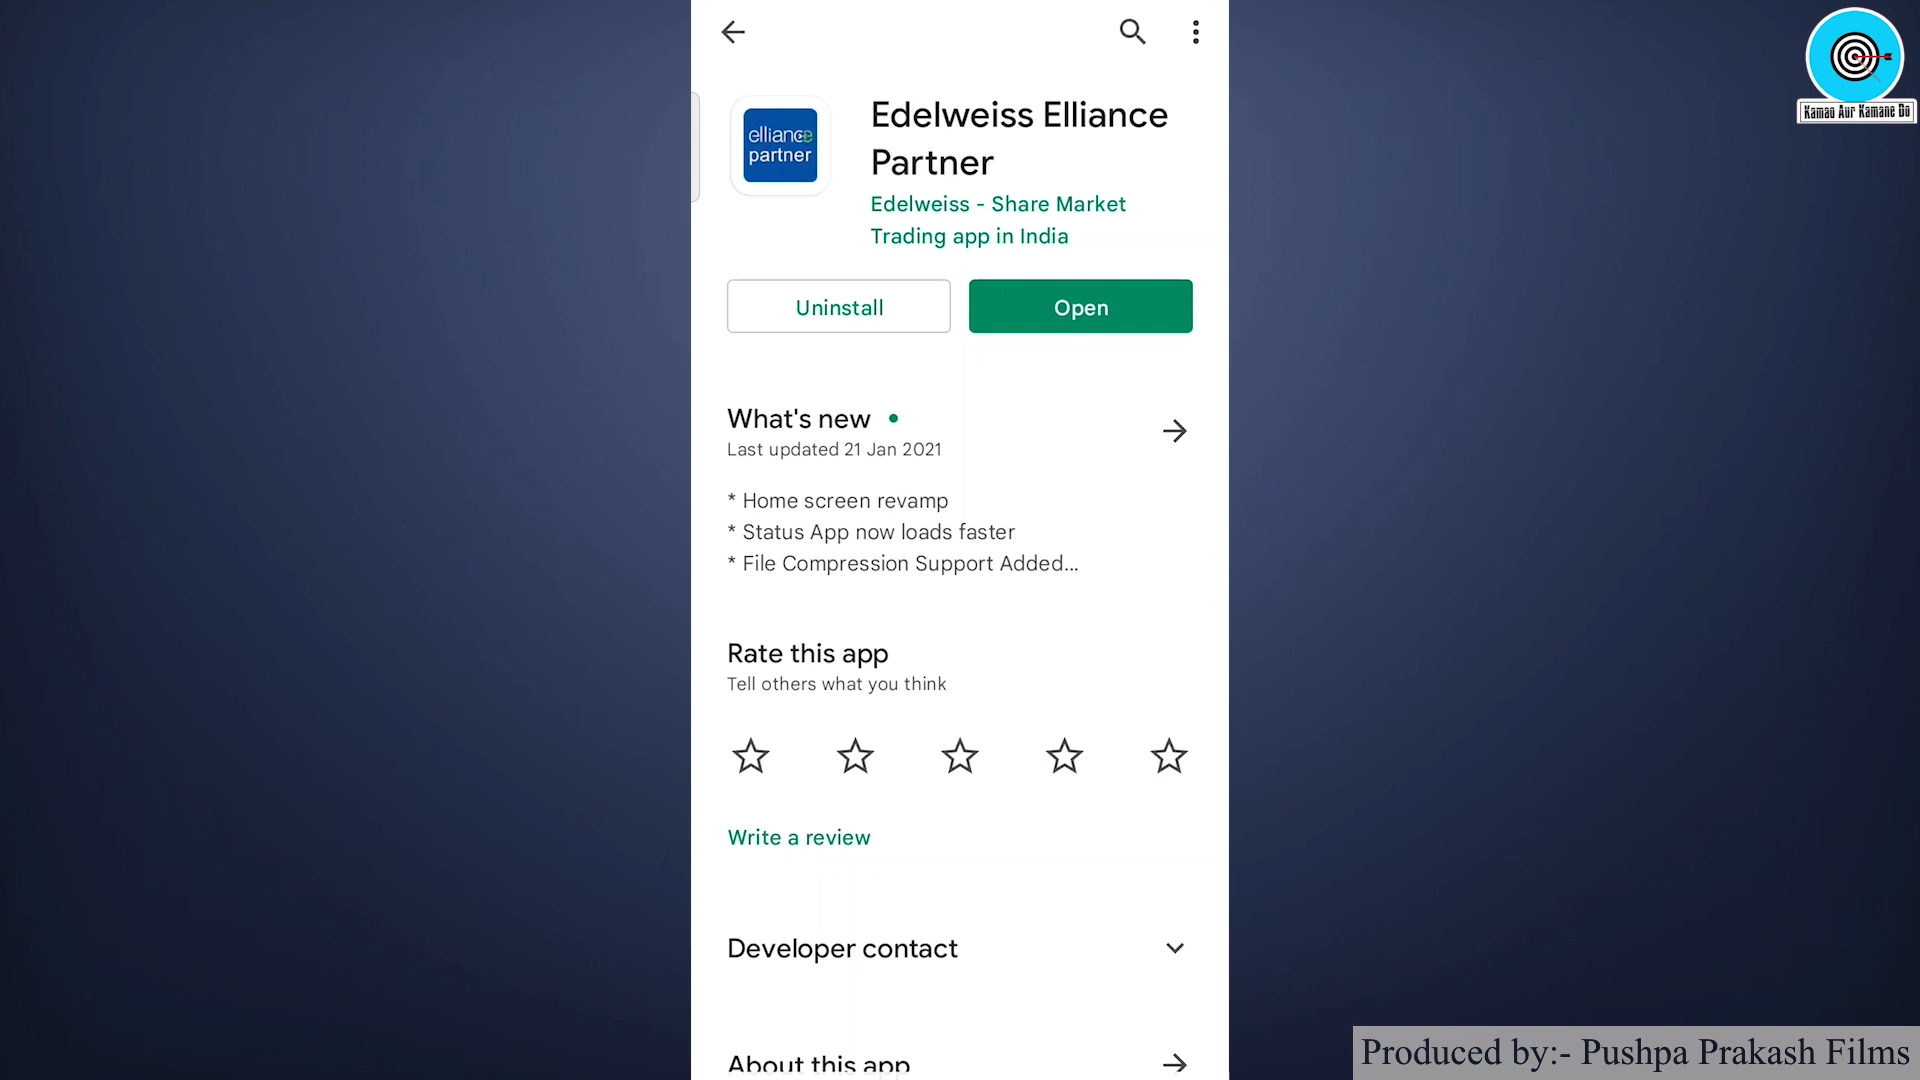 Kamao Aur Kamane Do
elliance
partner
Edelweiss Elliance
Partner
Edelweiss - Share Market
Trading app in India
Uninstall
Open
What's new
Last updated 21 Jan 2021
* Home screen revamp
* Status App now loads faster
* File Compression Support Added...
Rate this app
Tell others what you think
Write a review
Developer contact
About this app
Produced by:- Pushpa Prakash Films